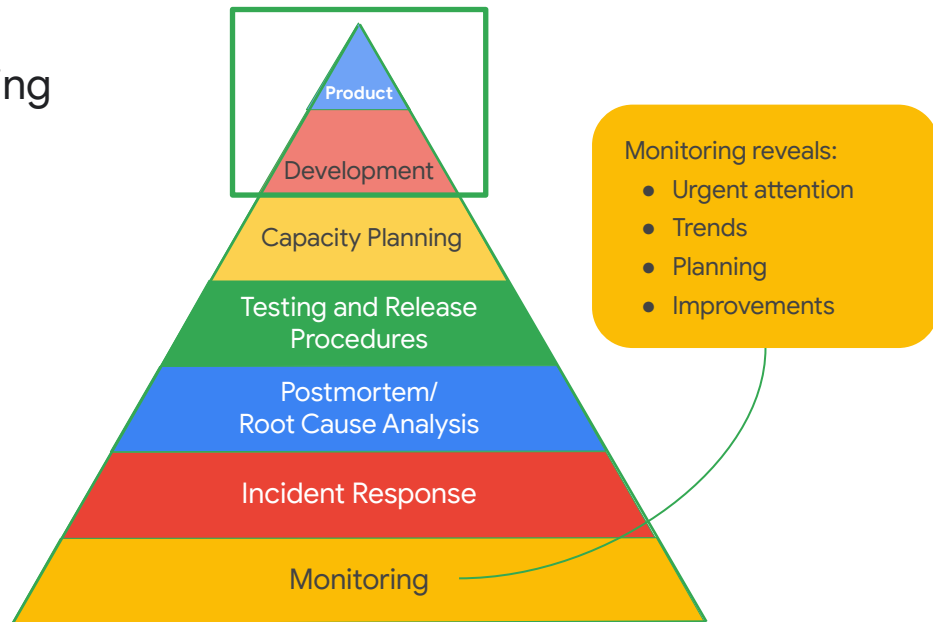 ng
Product
Development
Capacity Planning
Testing and Release
Procedures
Postmortem/
Root Cause Analysis
Incident Response
Monitoring
Monitoring reveals:
● Urgent attention
● Trends
● Planning
● Improvements